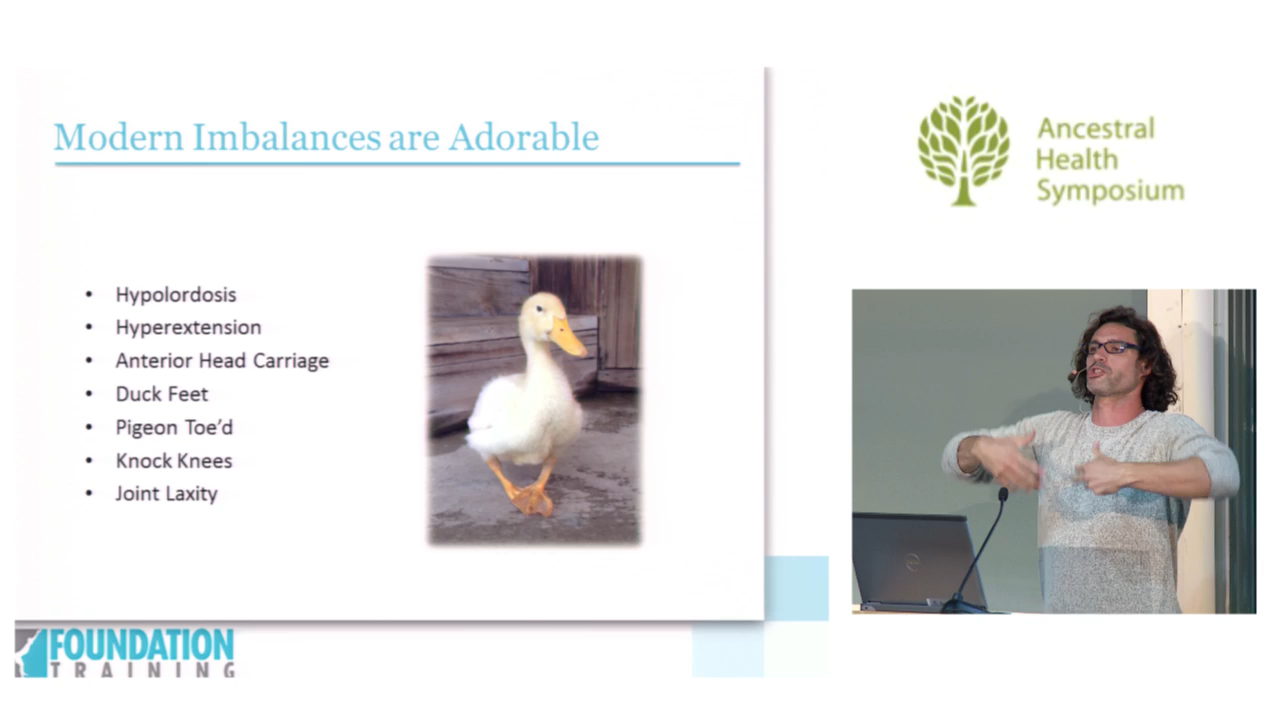 Modern Imbalances are Adorable
• Hypolordosis
• Hyperextension
• Anterior Head Carriage
• Duck Feet
• Pigeon Toe’d
• Knock Knees
• Joint Laxity
FOUNDATION
TRAINING
Ancestral
Health
Symposium